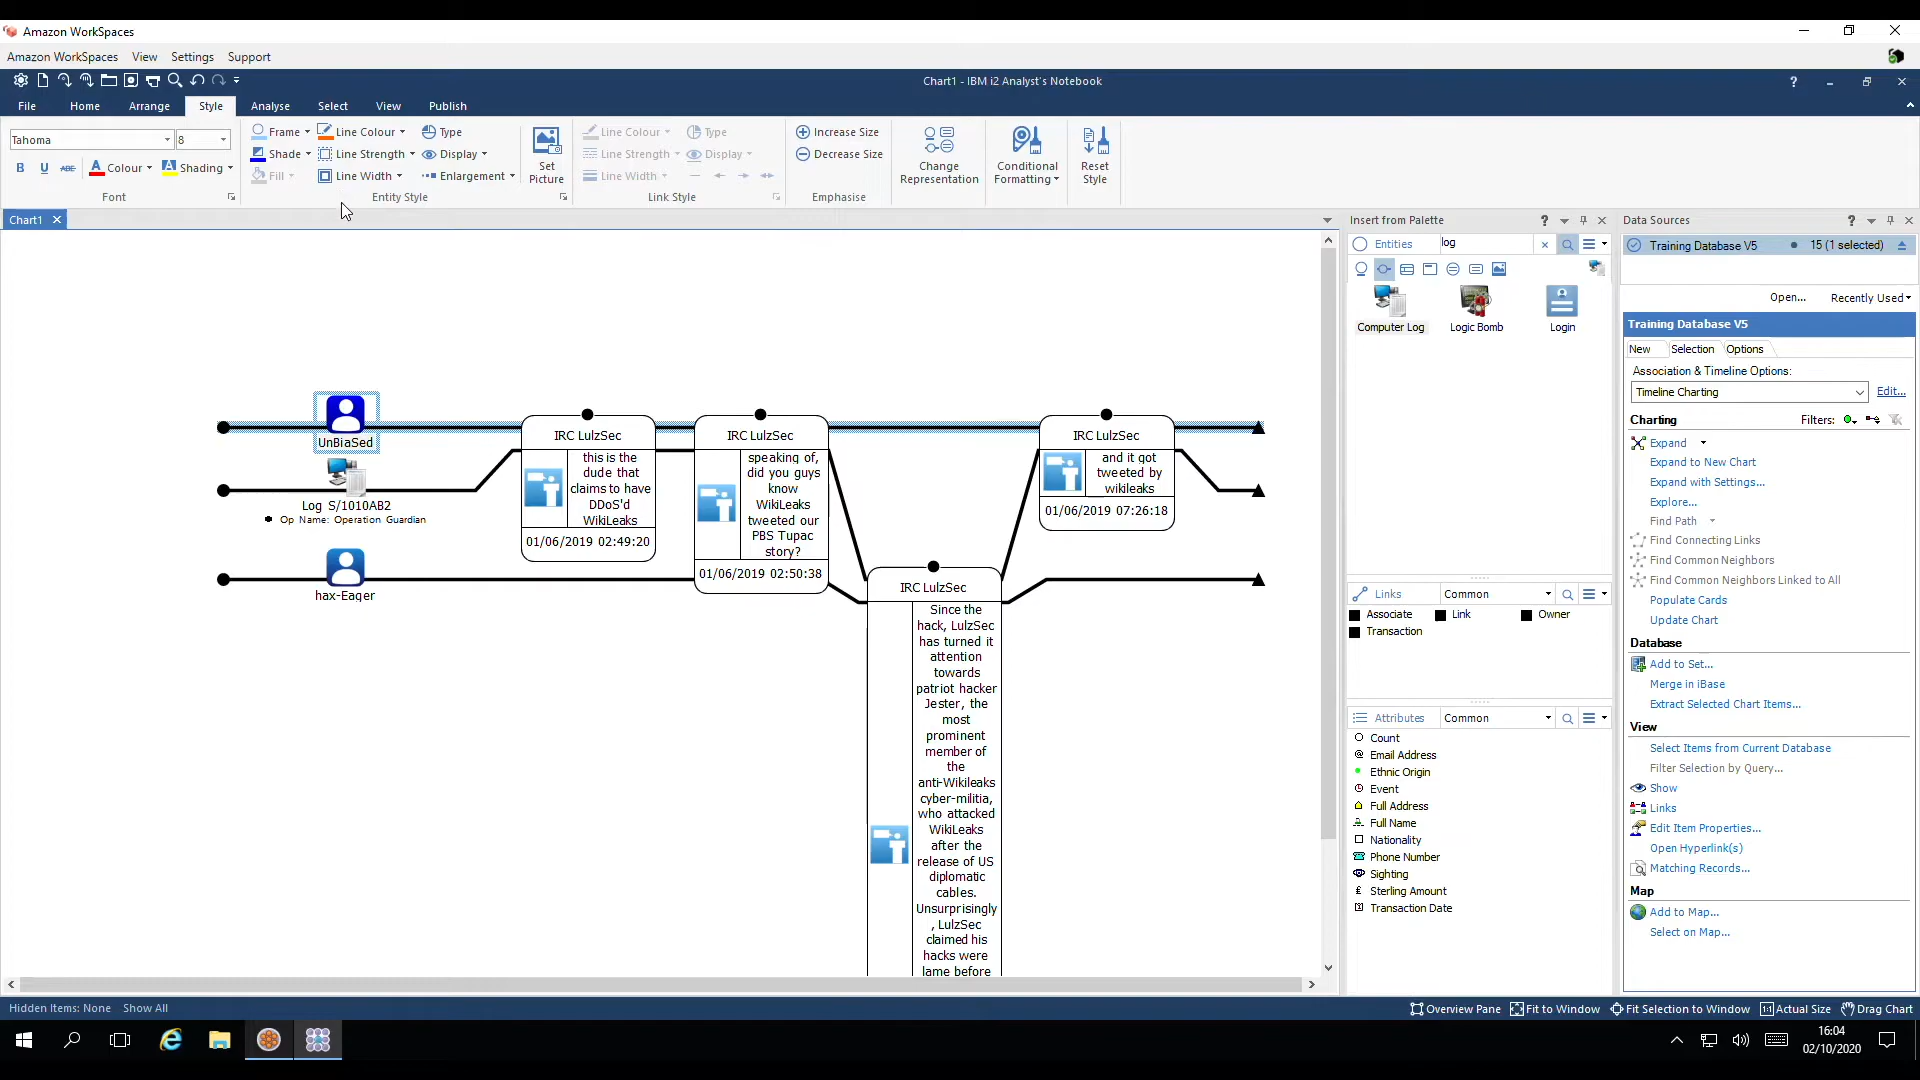 Amazon WorkSpaces
Amazon WorkSpaces View Settings Support
Chart1 - IBM i2 Analyst's Notebook
File Home Arrange Style Analyse Select View Publish
Tahoma 8
B U ABC Colour Shading
Font
Frame Line Colour Type
Shade Line Strength Display
Fill Line Width Enlargement
Entity Style
Set
Picture
Line Colour Type
Line Strength Display
Line Width
Link Style
Increase Size
Decrease Size
Emphasise
Change
Representation
Conditional
Formatting
Reset
Style
Chart1
UnBiaSed
Log S/1010AB2
Op Name: Operation Guardian
hax-Eager
IRC LulzSec
this is the
dude that
claims to have
DDoS'd
WikiLeaks
01/06/2019 02:49:20
IRC LulzSec
speaking of,
did you guys
know
WikiLeaks
tweeted our
PBS Tupac
story?
01/06/2019 02:50:38
IRC LulzSec
Since the
hack, LulzSec
has turned it
attention
towards
patriot hacker
Jester, the
most
prominent
member of
the
anti-Wikileaks
cyber-militia,
who attacked
WikiLeaks
after the
release of US
diplomatic
cables.
Unsurprisingly
, LulzSec
claimed his
hacks were
lame before
IRC LulzSec
and it got
tweeted by
wikileaks
01/06/2019 07:26:18
Insert from Palette
Entities log
Computer Log Logic Bomb Login
Links Common
Associate Link Owner
Transaction
Attributes Common
Count
Email Address
Ethnic Origin
Event
Full Address
Full Name
Nationality
Phone Number
Sighting
Sterling Amount
Transaction Date
Data Sources
Training Database V5 15 (1 selected)
Open... Recently Used
Training Database V5
New Selection Options
Association & Timeline Options:
Timeline Charting Edit...
Charting Filters:
Expand
Expand to New Chart
Expand with Settings...
Explore...
Find Path
Find Connecting Links
Find Common Neighbors
Find Common Neighbors Linked to All
Populate Cards
Update Chart
Database
Add to Set...
Merge in iBase
Extract Selected Chart Items...
View
Select Items from Current Database
Filter Selection by Query...
Show
Links
Edit Item Properties...
Open Hyperlink(s)
Matching Records...
Map
Add to Map...
Select on Map...
Hidden Items: None Show All
Overview Pane Fit to Window Fit Selection to Window 1:1 Actual Size Drag Chart
16:04
02/10/2020